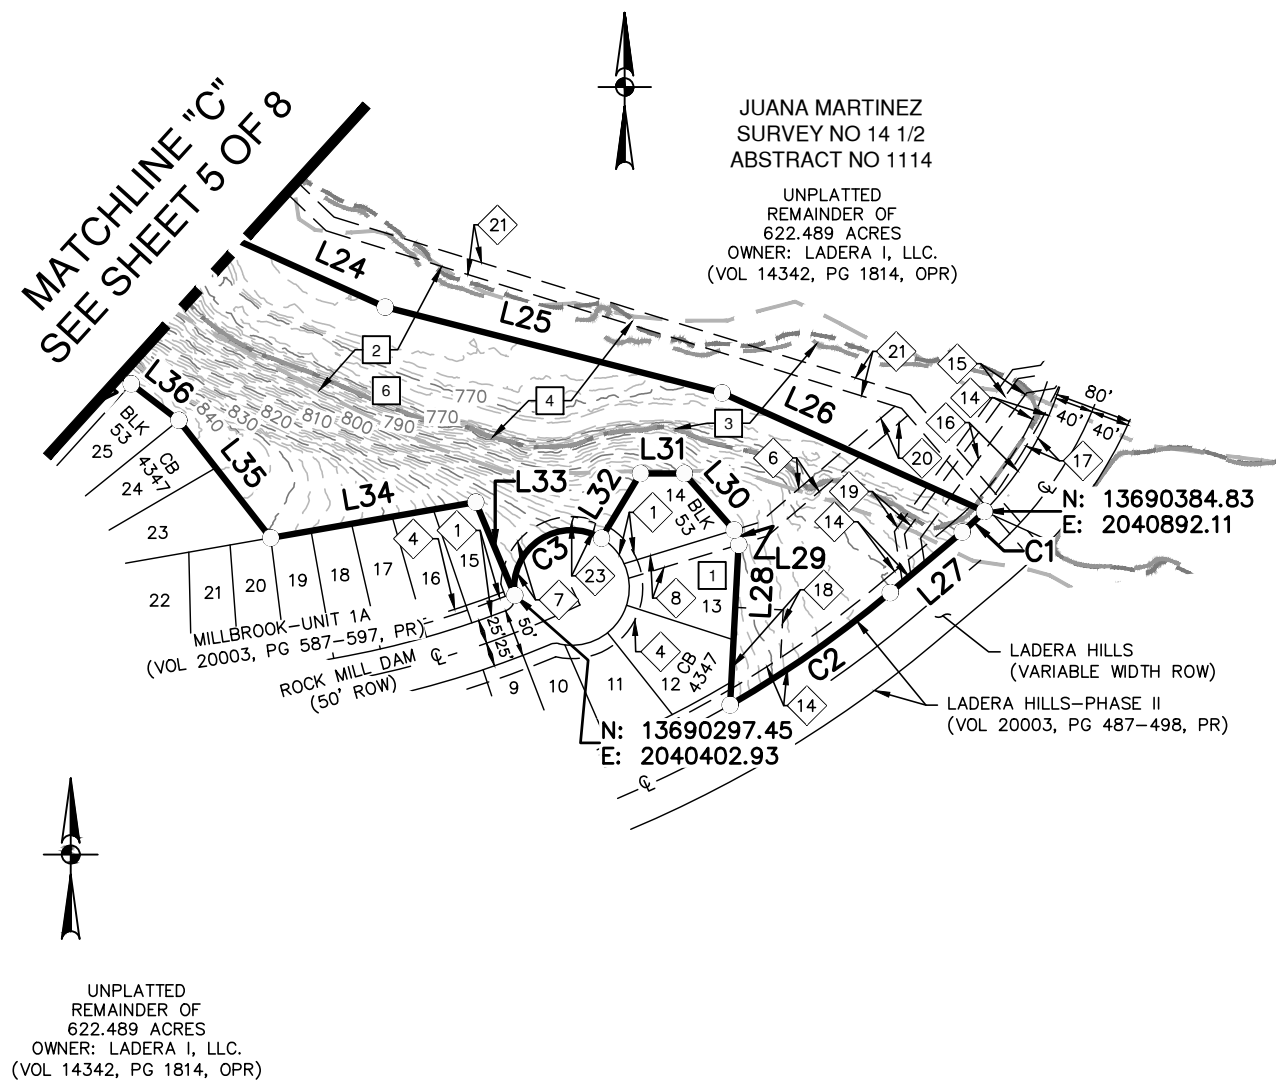 MATCHLINE "C"
SEE SHEET 5 OF 8
JUANA MARTINEZ
SURVEY NO 14 1/2
ABSTRACT NO 1114
UNPLATTED
REMAINDER OF
622.489 ACRES
OWNER: LADERA I, LLC.
(VOL 14342, PG 1814, OPR)
21
L24
L25
2
6
4
3
L26
21
15
14
16
80'
40'
40'
17
20
℄
770
770
790
800
810
820
830
840
L36
L35
L34
L33
L32
L31
L30
L29
L28
L27
C1
C2
C3
N: 13690384.83
E: 2040892.11
6
19
14
18
14
BLK
53
25
CB
4347
24
23
22
21
20
19
18
17
16
15
4
1
1
14
BLK
53
1
13
8
23
7
4
CB
4347
12
11
10
9
50'
25'
25'
MILLBROOK-UNIT 1A
(VOL 20003, PG 587-597, PR)
ROCK MILL DAM
(50' ROW)
℄
LADERA HILLS
(VARIABLE WIDTH ROW)
LADERA HILLS-PHASE II
(VOL 20003, PG 487-498, PR)
N: 13690297.45
E: 2040402.93
℄
UNPLATTED
REMAINDER OF
622.489 ACRES
OWNER: LADERA I, LLC.
(VOL 14342, PG 1814, OPR)